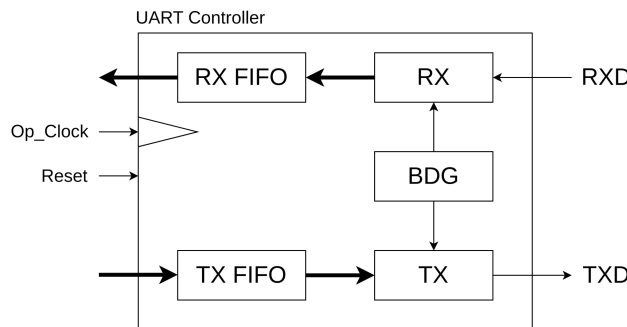 UART Controller
RX FIFO
RX
RXD
Op_Clock
BDG
Reset
TX FIFO
TX
TXD